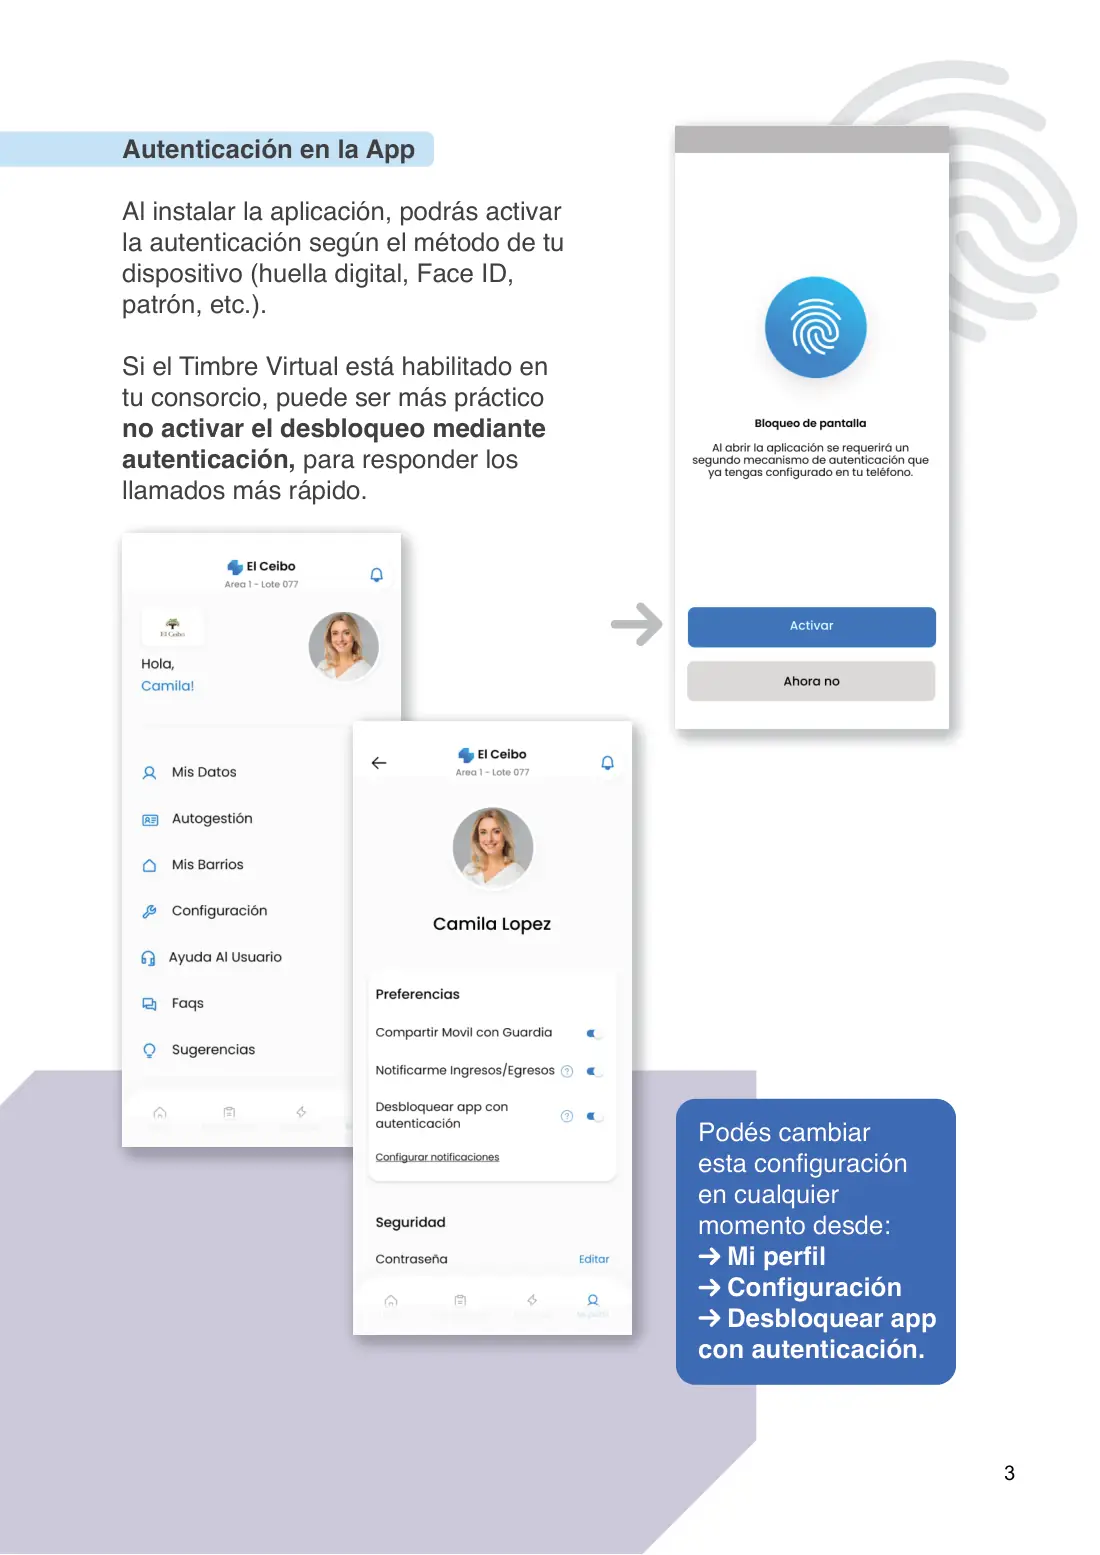 Autenticación en la App
Al instalar la aplicación, podrás activar
la autenticación según el método de tu
dispositivo (huella digital, Face ID,
patrón, etc.).
Si el Timbre Virtual está habilitado en
tu consorcio, puede ser más práctico
no activar el desbloqueo mediante
autenticación, para responder los
llamados más rápido.
Bloqueo de pantalla
Al abrir la aplicación se requerirá un
segundo mecanismo de autenticación que
ya tengas configurado en tu teléfono.
Activar
Ahora no
El Ceibo
Area 1 - Lote 077
El Ceibo
Hola,
Camila!
Mis Datos
Autogestión
Mis Barrios
Configuración
Ayuda Al Usuario
Faqs
Sugerencias
El Ceibo
Area 1 - Lote 077
Camila Lopez
Preferencias
Compartir Movil con Guardia
Notificarme Ingresos/Egresos ?
Desbloquear app con
autenticación ?
Configurar notificaciones
Seguridad
Contraseña Editar
Podés cambiar
esta configuración
en cualquier
momento desde:
→ Mi perfil
→ Configuración
→ Desbloquear app
con autenticación.
3